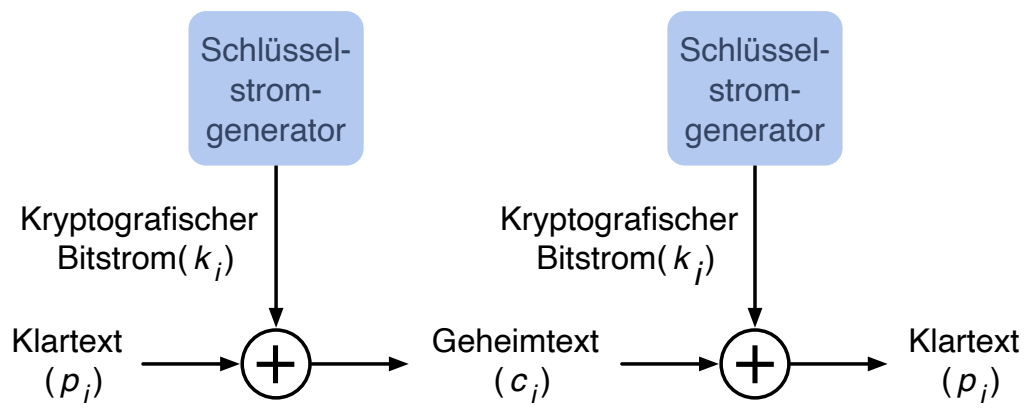 Schlüssel-
strom-
generator
Schlüssel-
strom-
generator
Kryptografischer
Bitstrom( k i )
Kryptografischer
Bitstrom( k i )
Klartext
( p i )
Geheimtext
( c i )
Klartext
( p i )